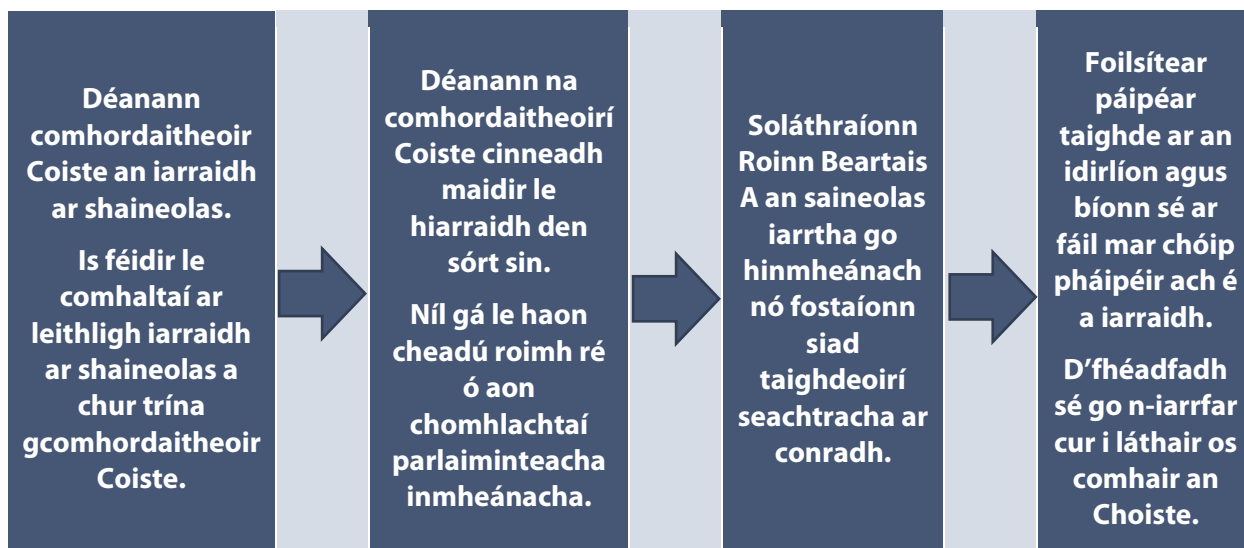 Déanann
comhordaitheoir
Coiste an iarraidh
ar shaineolas.
Is féidir le
comhaltaí ar
leithligh iarraidh
ar shaineolas a
chur trína
gcomhordaitheoir
Coiste.
Déanann na
comhordaitheoirí
Coiste cinneadh
maidir le
hiarraidh den
sórt sin.
Níl gá le haon
cheadú roimh ré
ó aon
chomhlachtaí
parlaiminteacha
inmheánacha.
Soláthraíonn
Roinn Beartais
A an saineolas
iarrtha go
hinmheánach
nó fostaíonn
siad
taighdeoirí
seachtracha ar
conradh.
Foilsítear
páipéar
taighde ar an
idirlíon agus
bíonn sé ar
fáil mar chóip
pháipéir ach é
a iarraidh.
D'fhéadfadh
sé go n-iarrfar
cur i láthair os
comhair an
Choiste.